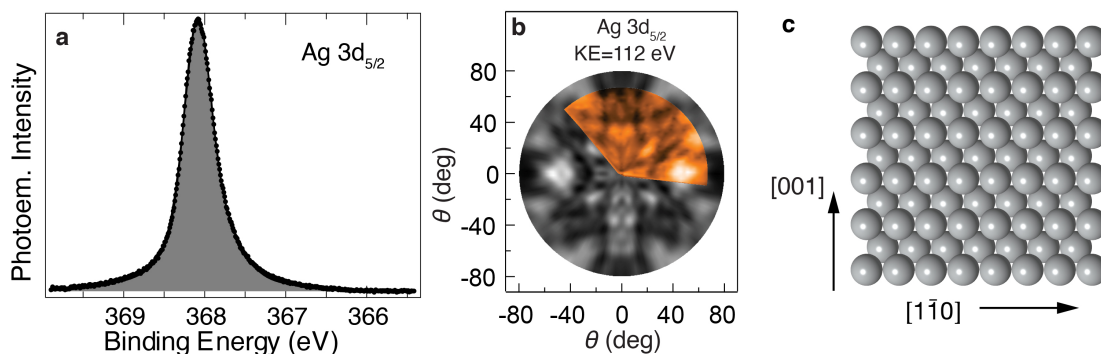 a
Ag 3d5/2
Photoem. Intensity
369 368 367 366
Binding Energy (eV)
b
Ag 3d5/2
KE=112 eV
80
40
0
-40
-80
θ (deg)
-80 -40 0 40 80
θ (deg)
c
[001]
[11̄0]